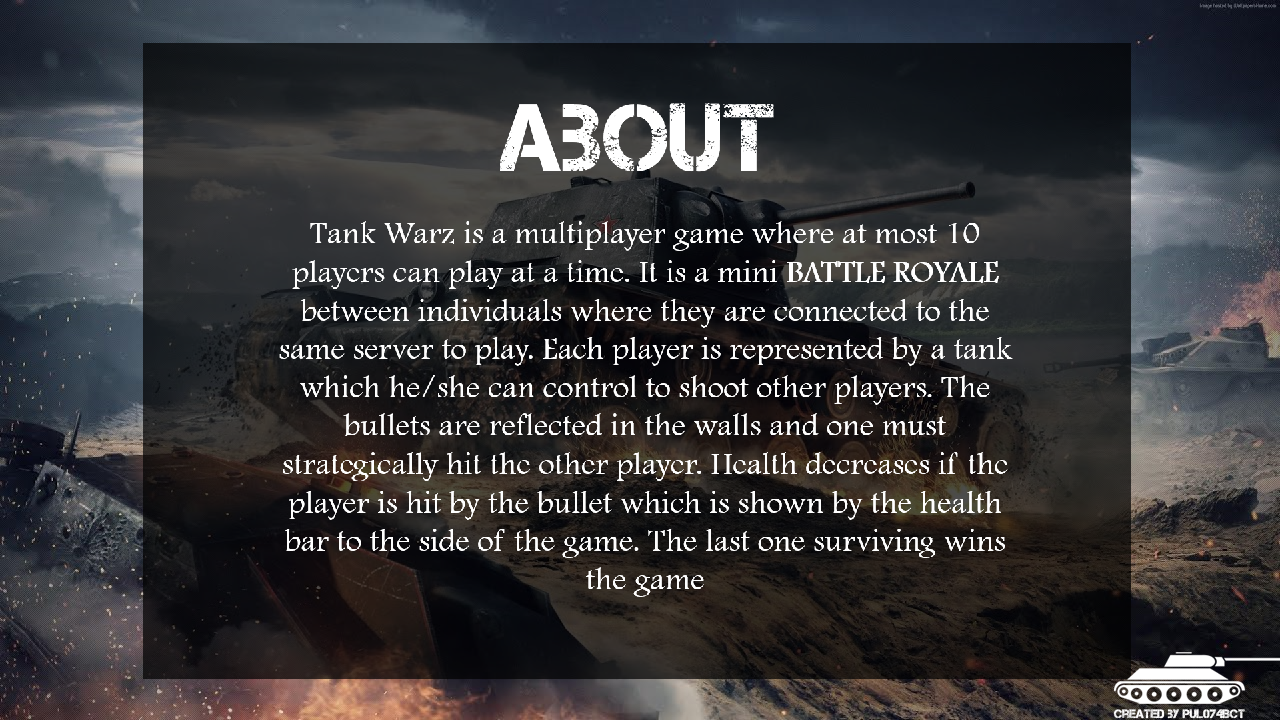 Image hosted by WallpapersHome.com
ABOUT
Tank Warz is a multiplayer game where at most 10
players can play at a time. It is a mini BATTLE ROYALE
between individuals where they are connected to the
same server to play. Each player is represented by a tank
which he/she can control to shoot other players. The
bullets are reflected in the walls and one must
strategically hit the other player. Health decreases if the
player is hit by the bullet which is shown by the health
bar to the side of the game. The last one surviving wins
the game
CREATED BY PUL074BCT